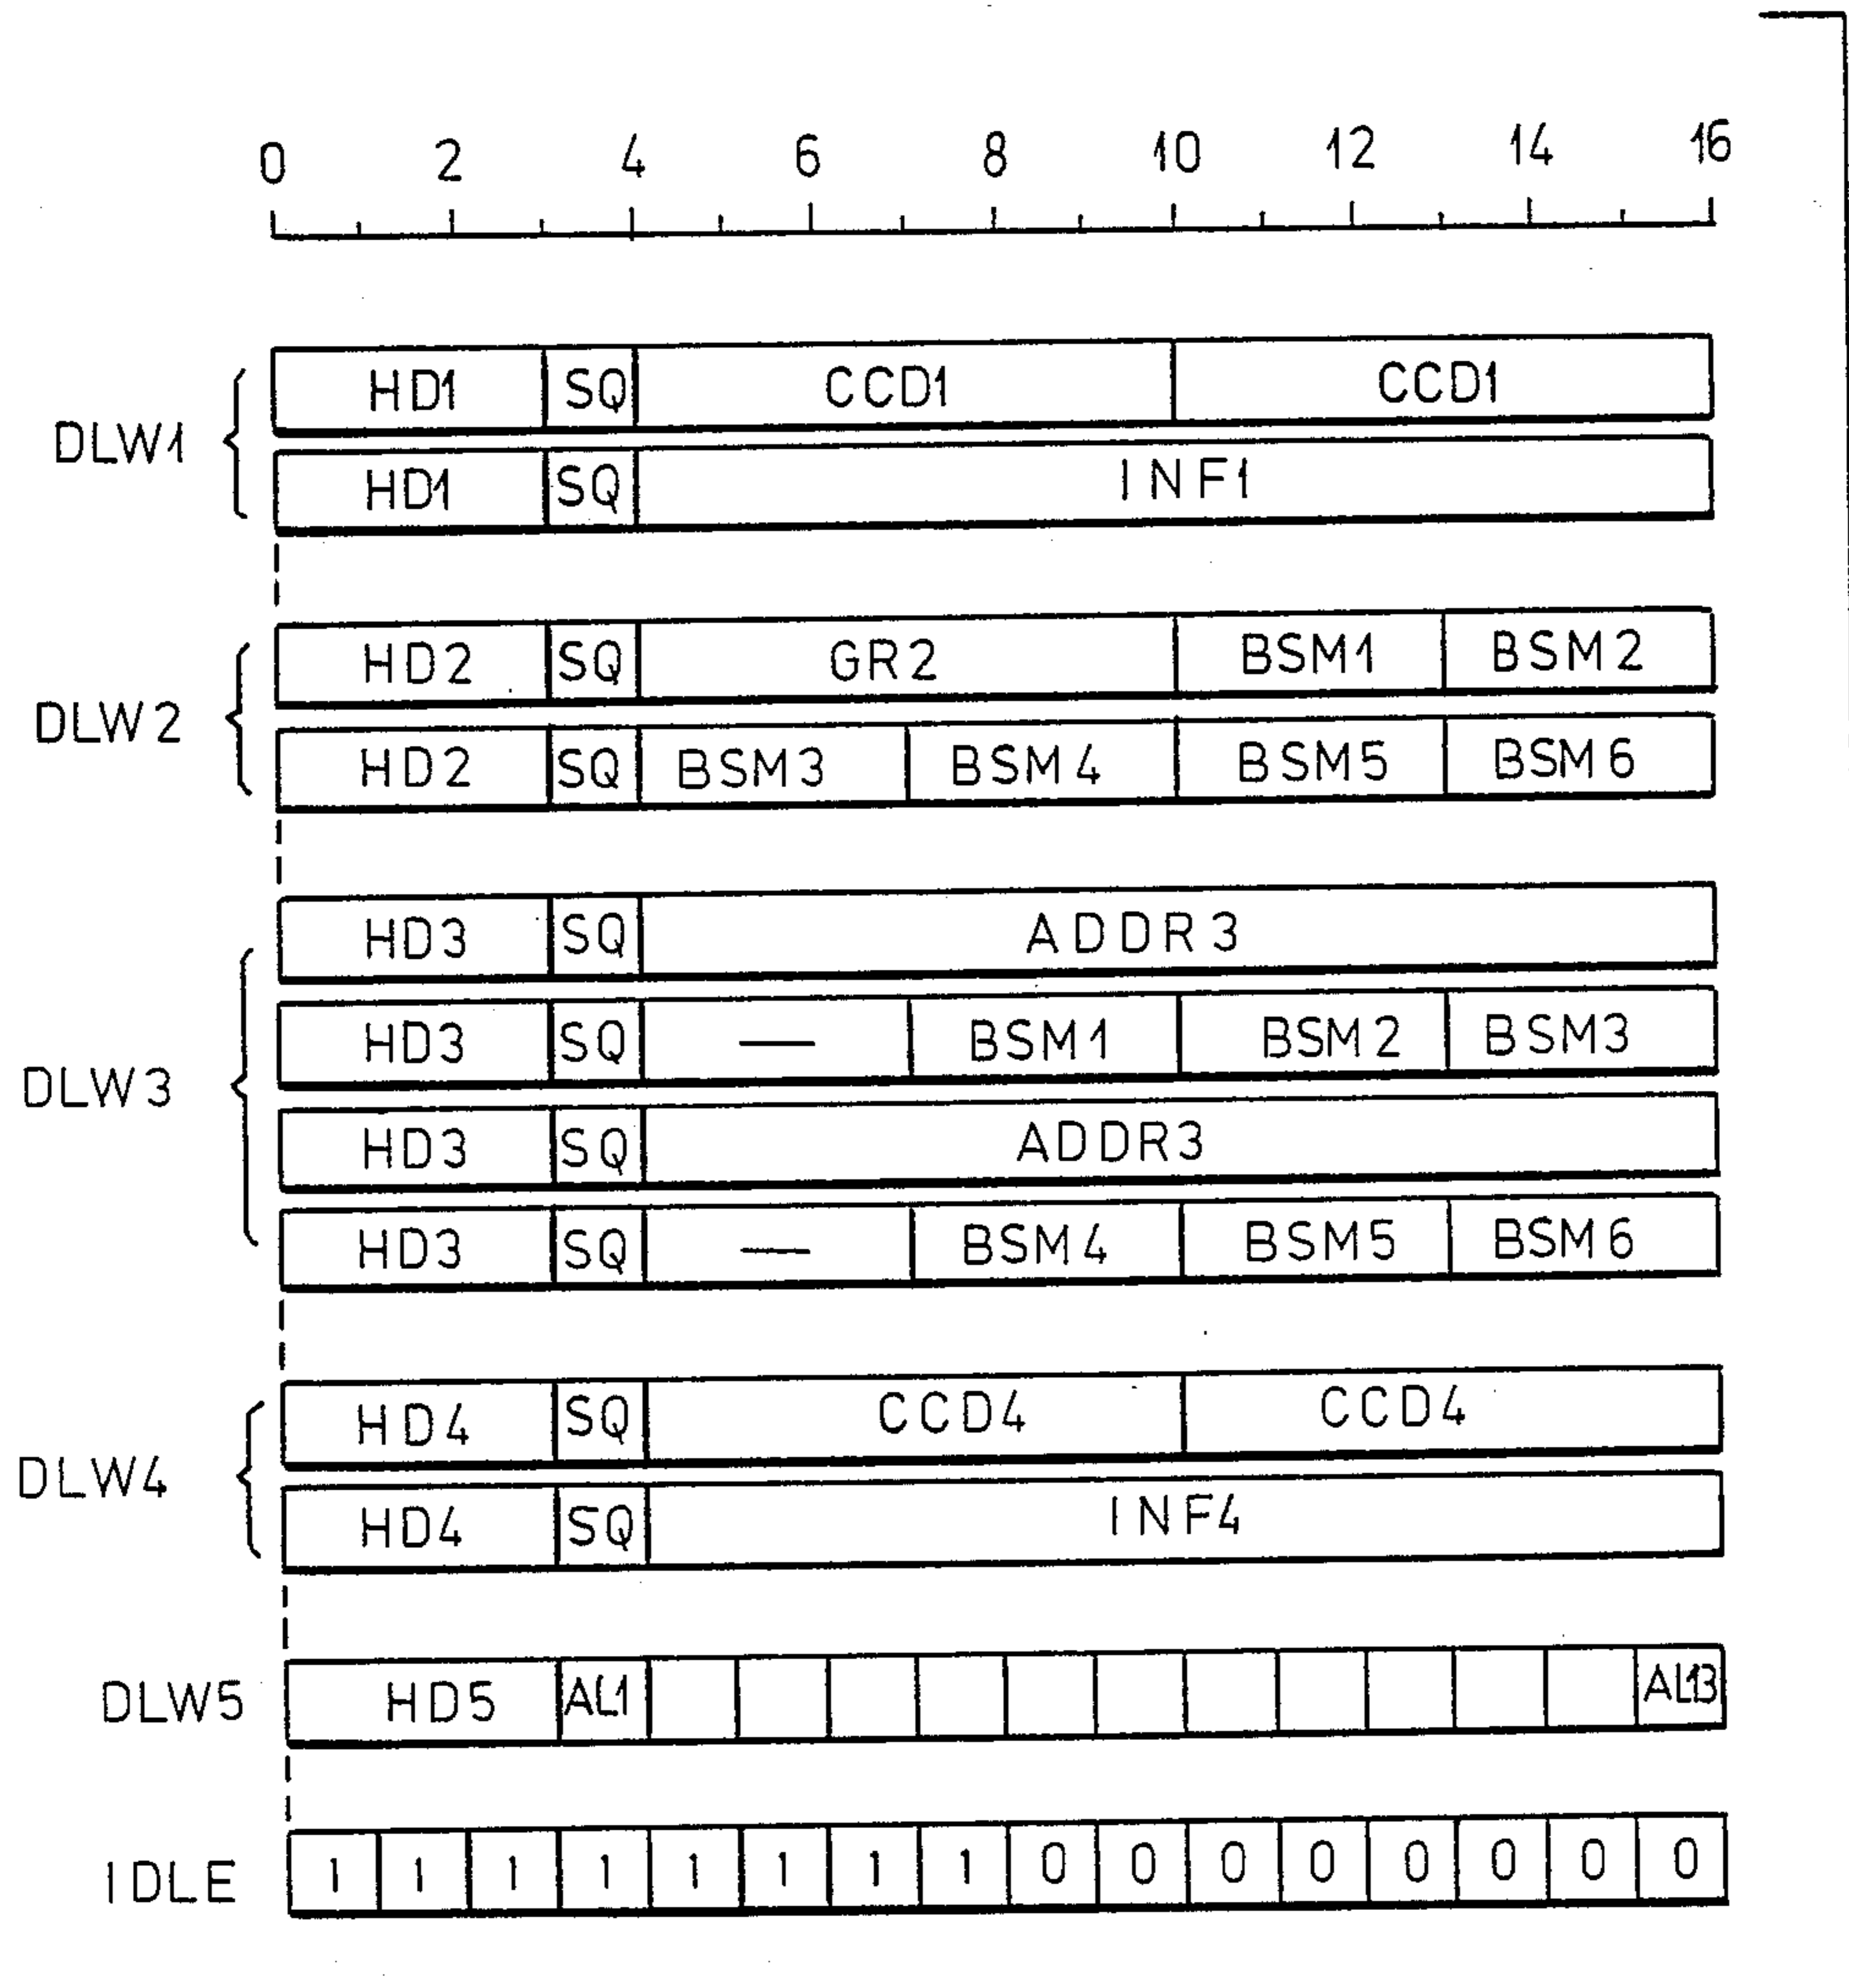 0 2 4 6 8 10 12 14 16
HD1 SQ CCD1 CCD1
DLW1
HD1 SQ INF1
HD2 SQ GR2 BSM1 BSM2
DLW2
HD2 SQ BSM3 BSM4 BSM5 BSM6
HD3 SQ ADDR3
HD3 SQ — BSM1 BSM2 BSM3
DLW3
HD3 SQ ADDR3
HD3 SQ — BSM4 BSM5 BSM6
HD4 SQ CCD4 CCD4
DLW4
HD4 SQ INF4
DLW5 HD5 AL1 AL13
IDLE 1 1 1 1 1 1 1 1 0 0 0 0 0 0 0 0